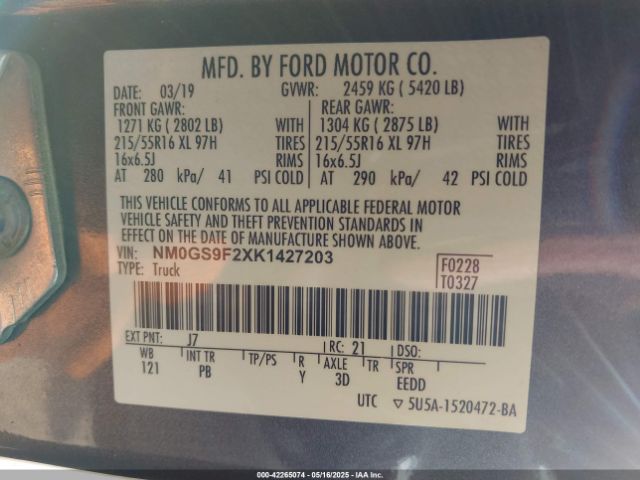 MFD. BY FORD MOTOR CO.
DATE: 03/19 GVWR: 2459 KG ( 5420 LB)
FRONT GAWR: REAR GAWR:
1271 KG ( 2802 LB) WITH 1304 KG ( 2875 LB) WITH
215/55R16 XL 97H TIRES 215/55R16 XL 97H TIRES
16x6.5J RIMS 16x6.5J RIMS
AT 280 kPa/ 41 PSI COLD AT 290 kPa/ 42 PSI COLD
THIS VEHICLE CONFORMS TO ALL APPLICABLE FEDERAL MOTOR
VEHICLE SAFETY AND THEFT PREVENTION STANDARDS IN
EFFECT ON THE DATE OF MANUFACTURE SHOWN ABOVE.
VIN: NM0GS9F2XK1427203 F0228
TYPE: Truck T0327
EXT PNT: J7 RC: 21 DSO:
WB INT TR TP/PS R AXLE TR SPR
121 PB Y 3D EEDD
UTC ▽ 5U5A-1520472-BA
© IAA 000-42265074 | 05/16/2025 | IAAI.COM